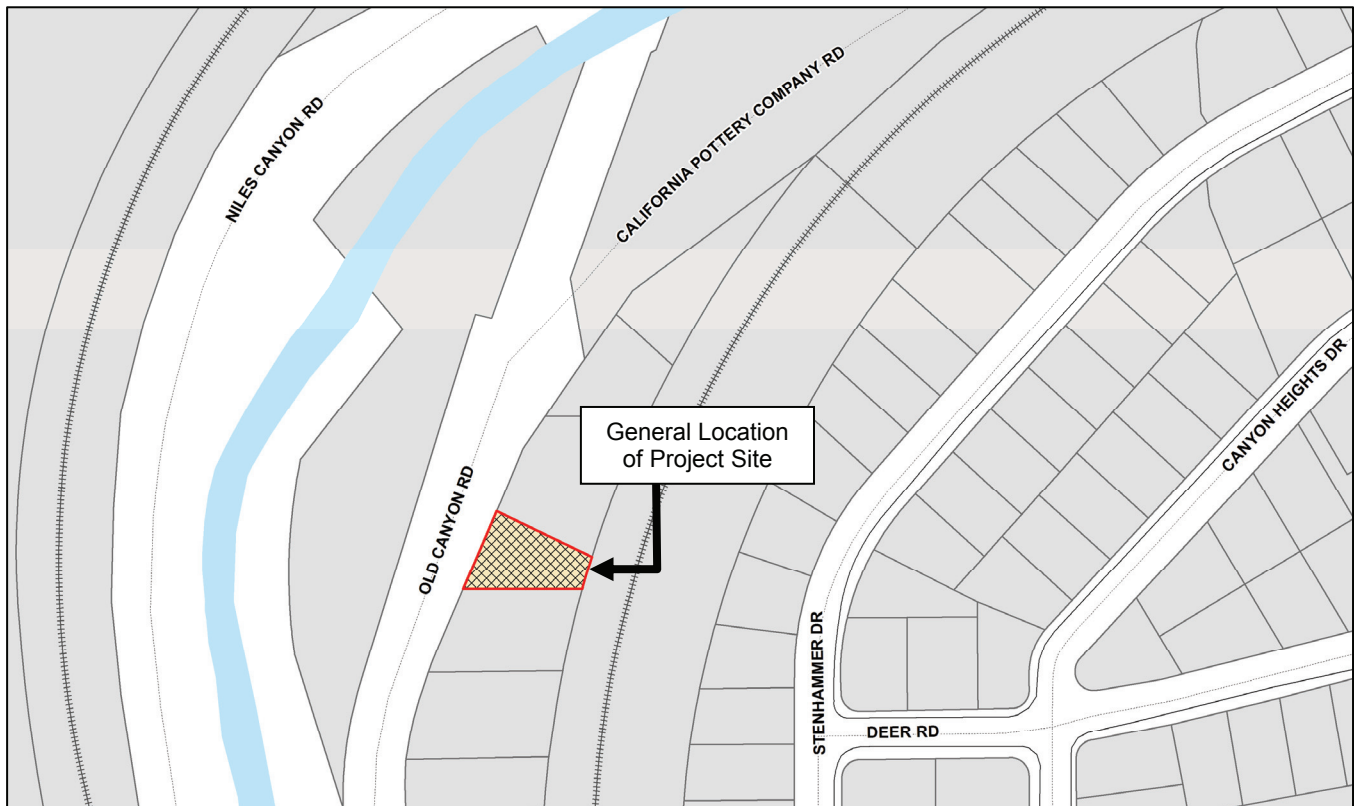 NILES CANYON RD
CALIFORNIA POTTERY COMPANY RD
CANYON HEIGHTS DR
General Location
of Project Site
OLD CANYON RD
STENHAMMER DR
DEER RD